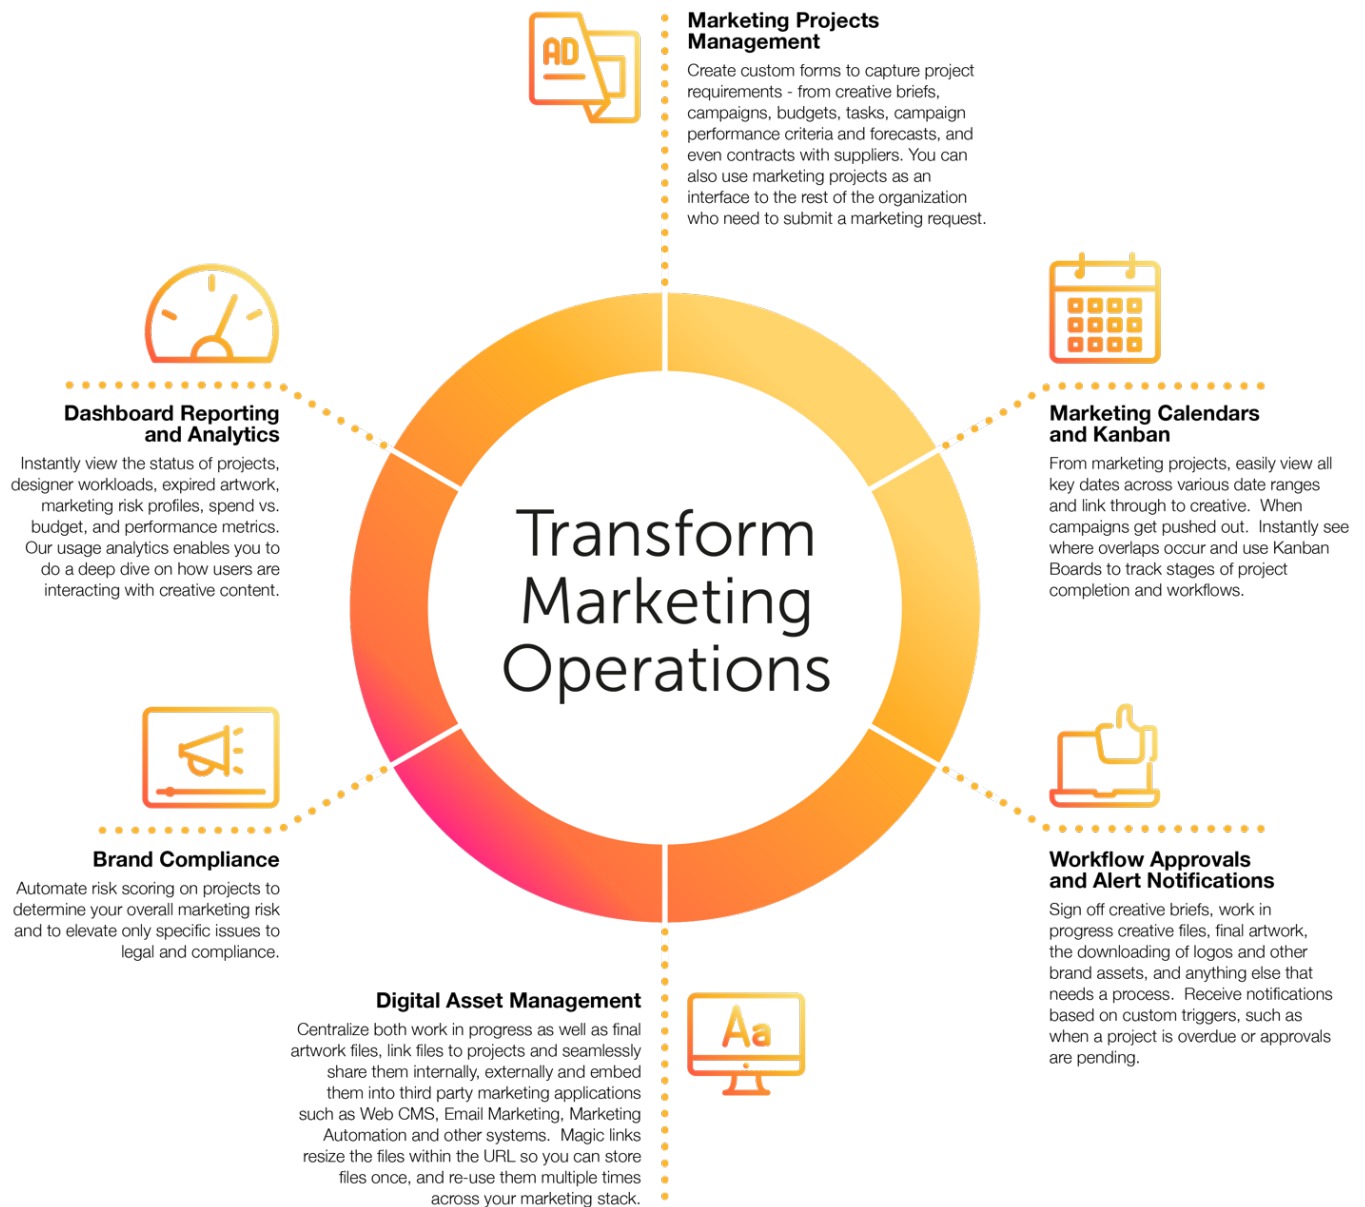 AD
Marketing Projects
Management
Create custom forms to capture project
requirements - from creative briefs,
campaigns, budgets, tasks, campaign
performance criteria and forecasts, and
even contracts with suppliers. You can
also use marketing projects as an
interface to the rest of the organization
who need to submit a marketing request.
Marketing Calendars
and Kanban
From marketing projects, easily view all
key dates across various date ranges
and link through to creative.  When
campaigns get pushed out.  Instantly see
where overlaps occur and use Kanban
Boards to track stages of project
completion and workflows.
Workflow Approvals
and Alert Notifications
Sign off creative briefs, work in
progress creative files, final artwork,
the downloading of logos and other
brand assets, and anything else that
needs a process.  Receive notifications
based on custom triggers, such as
when a project is overdue or approvals
are pending.
Aa
Digital Asset Management
Centralize both work in progress as well as final
artwork files, link files to projects and seamlessly
share them internally, externally and embed
them into third party marketing applications
such as Web CMS, Email Marketing, Marketing
Automation and other systems.  Magic links
resize the files within the URL so you can store
files once, and re-use them multiple times
across your marketing stack.
Brand Compliance
Automate risk scoring on projects to
determine your overall marketing risk
and to elevate only specific issues to
legal and compliance.
Dashboard Reporting
and Analytics
Instantly view the status of projects,
designer workloads, expired artwork,
marketing risk profiles, spend vs.
budget, and performance metrics.
Our usage analytics enables you to
do a deep dive on how users are
interacting with creative content.
Transform
Marketing
Operations